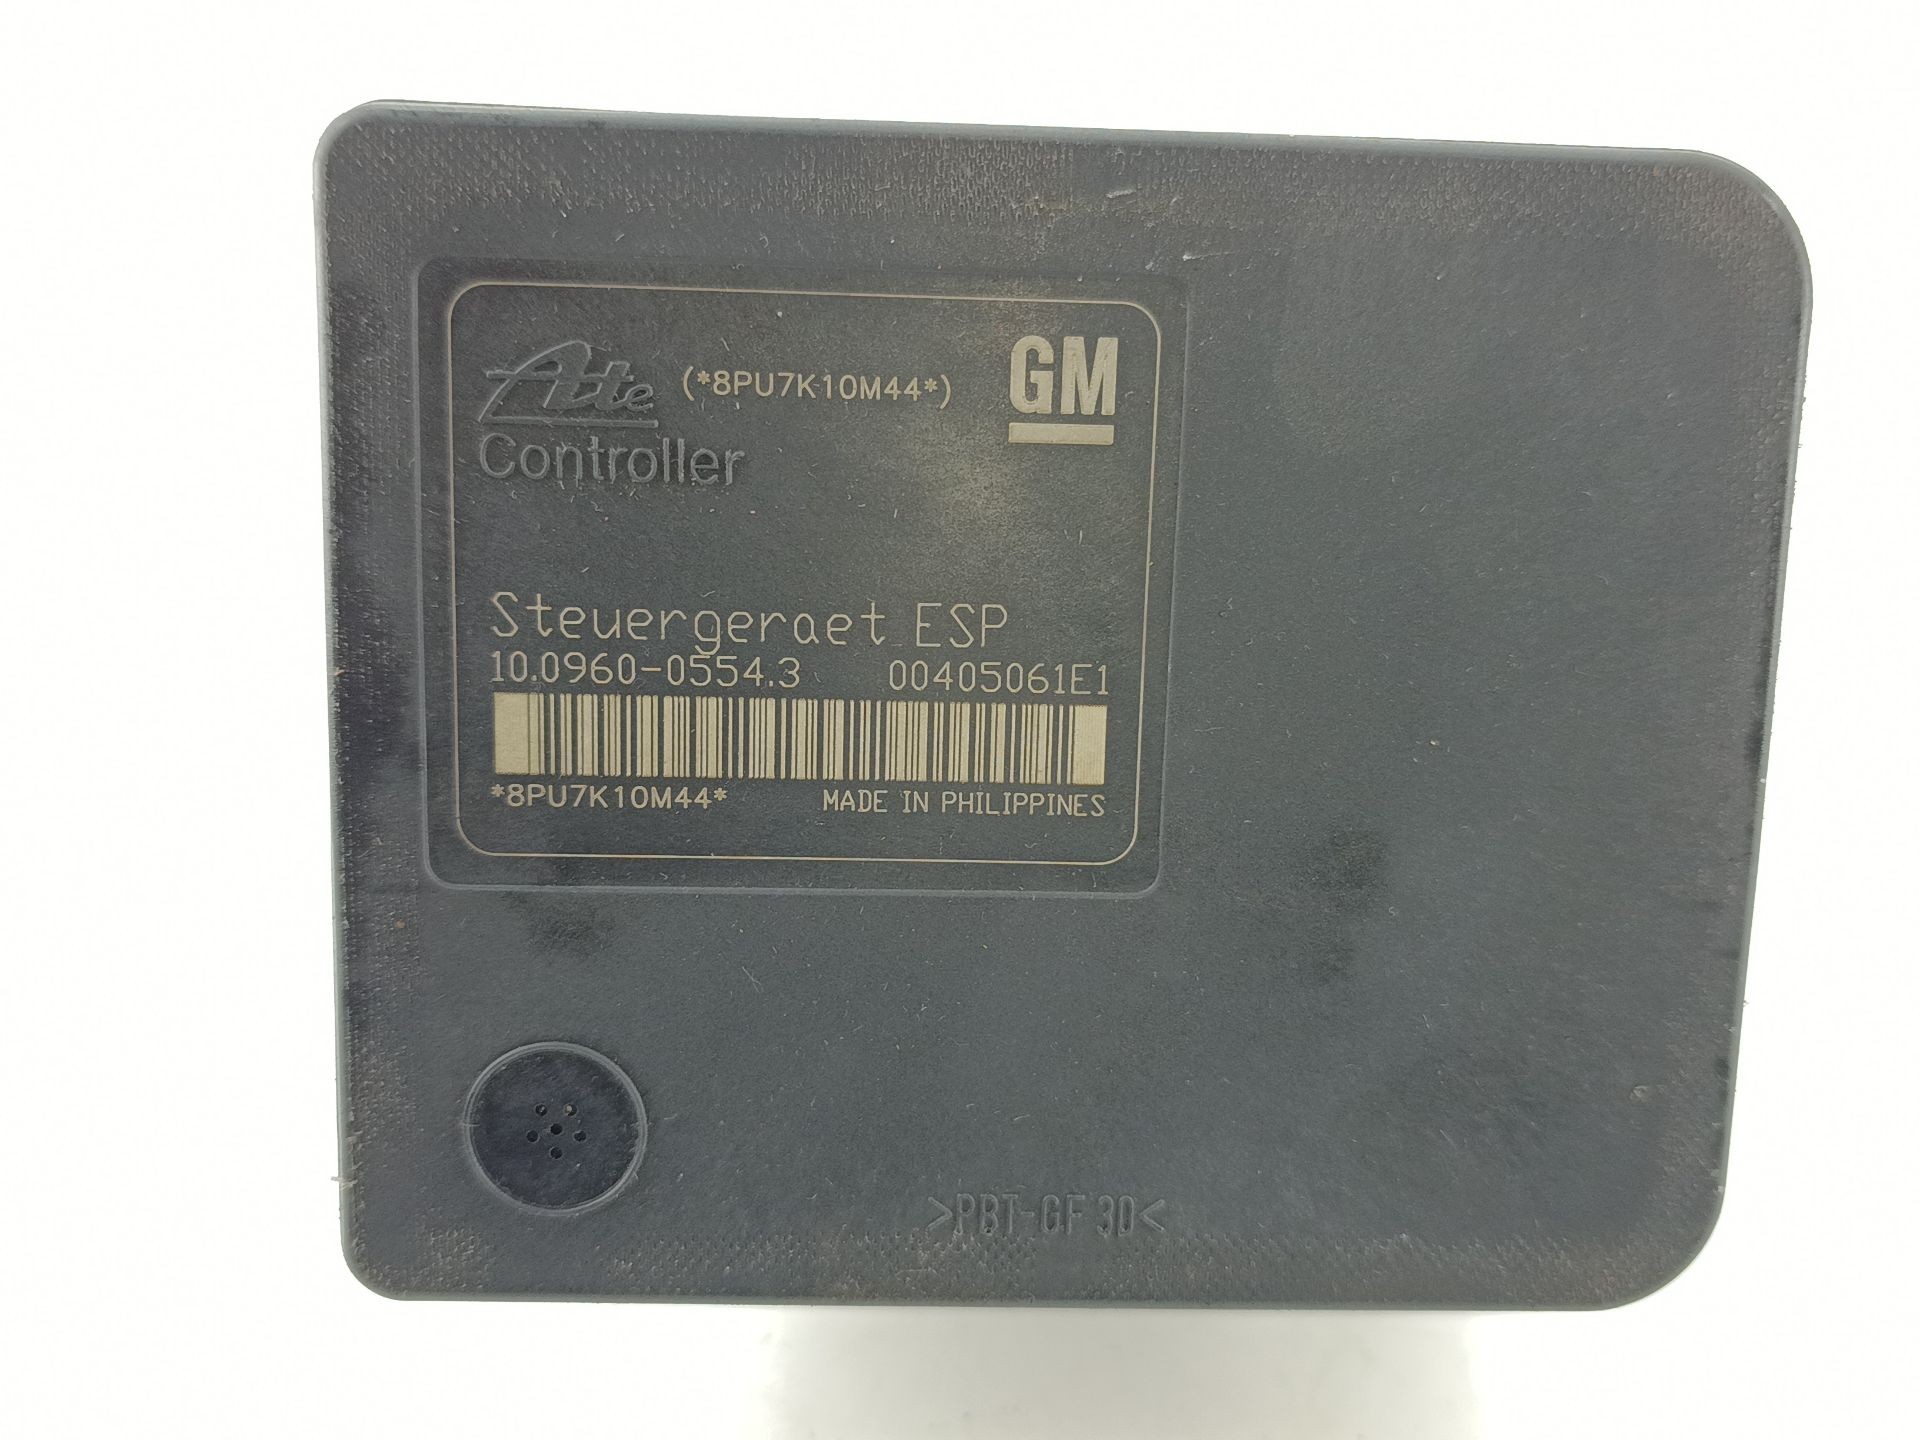 Ate (*8PU7K10M44*) GM
Controller
Steuergeraet ESP
10.0960-0554.3 00405061E1
*8PU7K10M44* MADE IN PHILIPPINES
>PBT-GF 30<